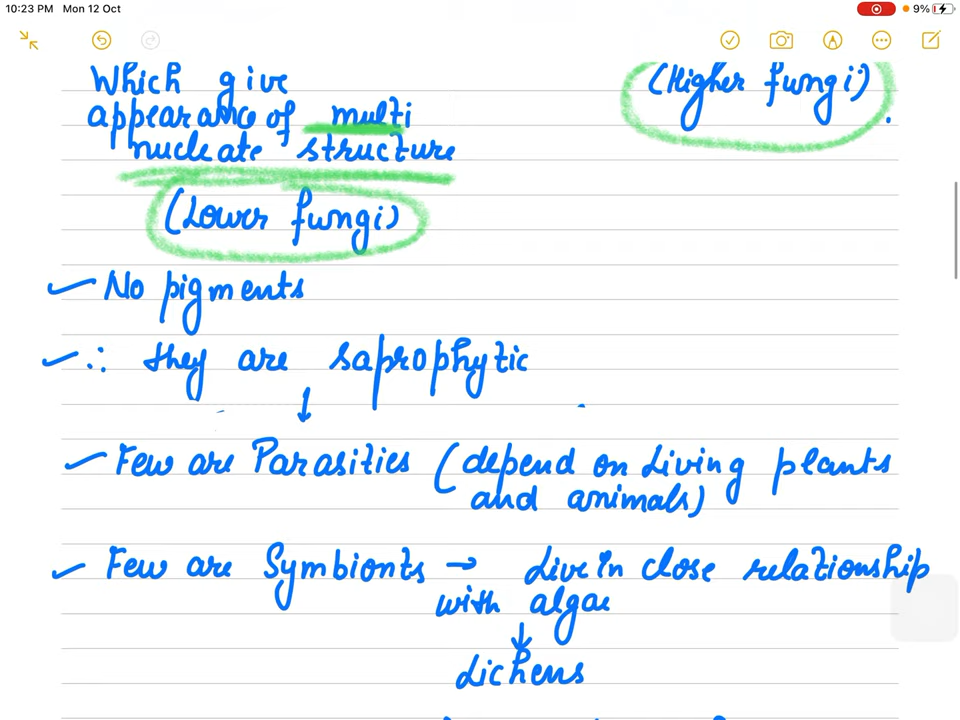 10:23 PM Mon 12 Oct
9%
Which give
appearance of multi
nucleate structure
(Higher fungi)
(Lower fungi)
No pigments
∴ they are saprophytic
↓
Few are Parasities (depend on Living plants
and animals)
Few are Symbionts → Live in close relationship
with algae
↓
Lichens